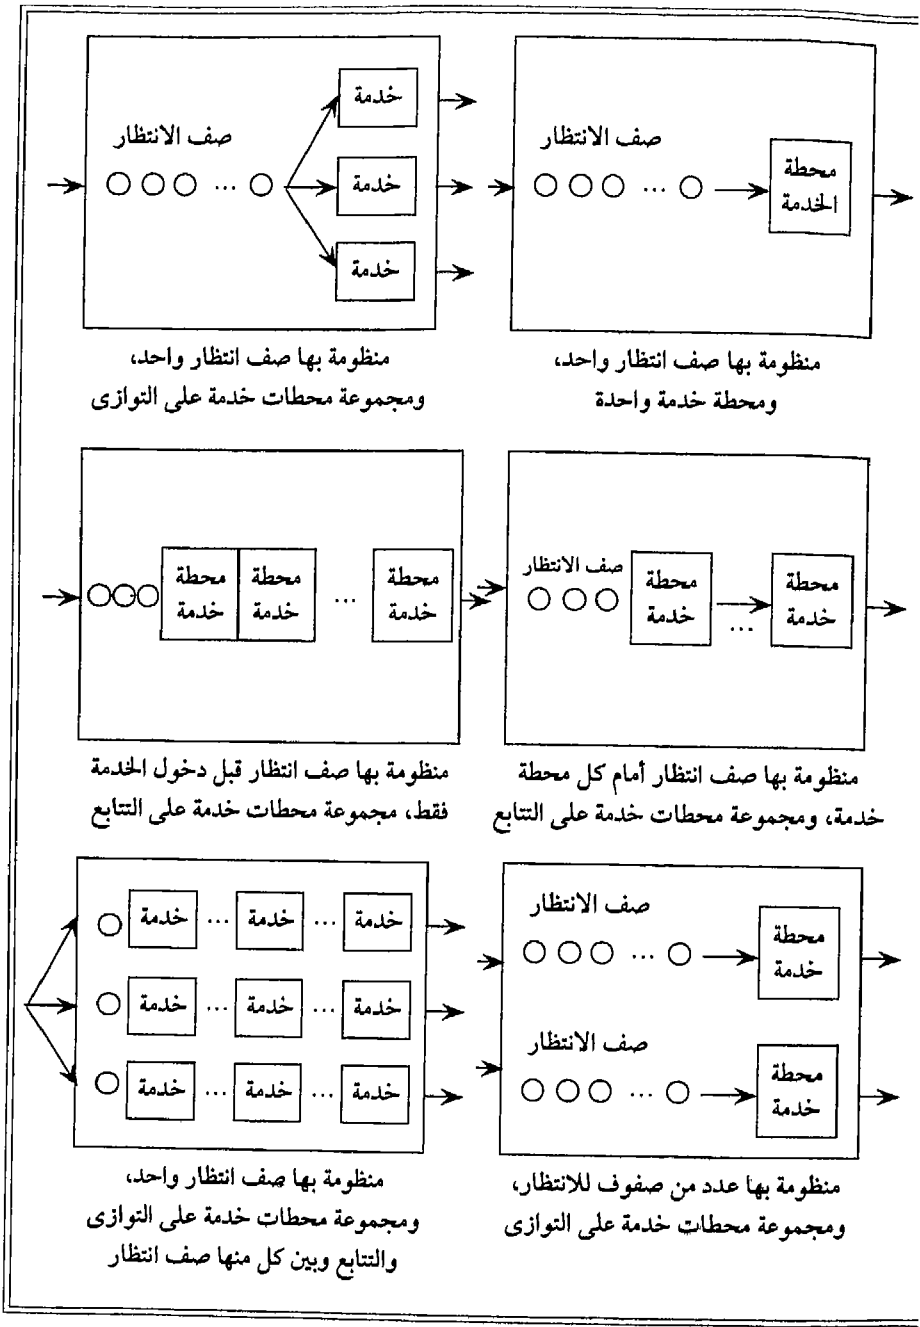 صف الانتظار
... محطة
الخدمة
منظومة بها صف انتظار واحد،
ومحطة خدمة واحدة
خدمة
صف الانتظار
... خدمة
خدمة
منظومة بها صف انتظار واحد،
ومجموعة محطات خدمة على التوازى
صف الانتظار
محطة
خدمة
...
محطة
خدمة
منظومة بها صف انتظار أمام كل محطة
خدمة، ومجموعة محطات خدمة على التتابع
محطة
خدمة
محطة
خدمة
...
محطة
خدمة
منظومة بها صف انتظار قبل دخول الخدمة
فقط، مجموعة محطات خدمة على التتابع
صف الانتظار
...
محطة
خدمة
صف الانتظار
...
محطة
خدمة
منظومة بها عدد من صفوف للانتظار،
ومجموعة محطات خدمة على التوازى
خدمة ... خدمة ... خدمة
خدمة ... خدمة ... خدمة
خدمة ... خدمة ... خدمة
منظومة بها صف انتظار واحد،
ومجموعة محطات خدمة على التوازى
والتتابع وبين كل منها صف انتظار